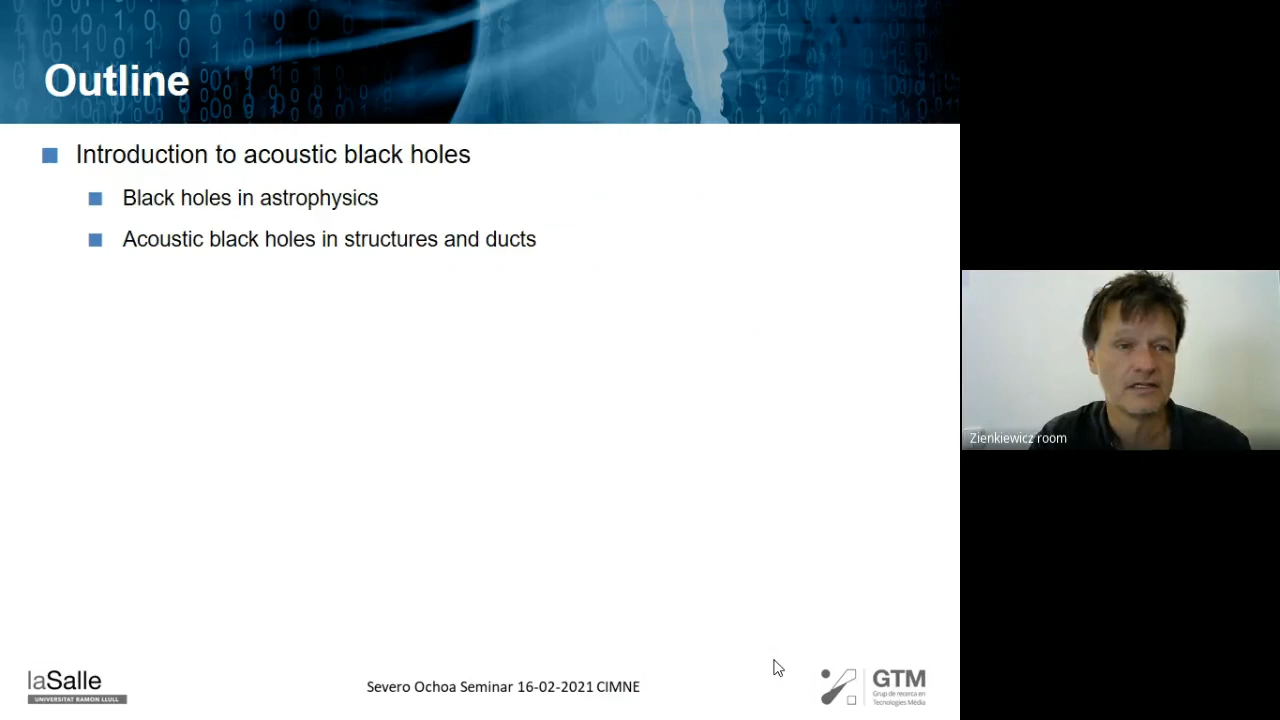 Outline
Introduction to acoustic black holes
Black holes in astrophysics
Acoustic black holes in structures and ducts
Zienkiewicz room
laSalle
UNIVERSITAT RAMON LLULL
Severo Ochoa Seminar 16-02-2021 CIMNE
GTM
Grup de recerca en
Tecnologies Mèdia